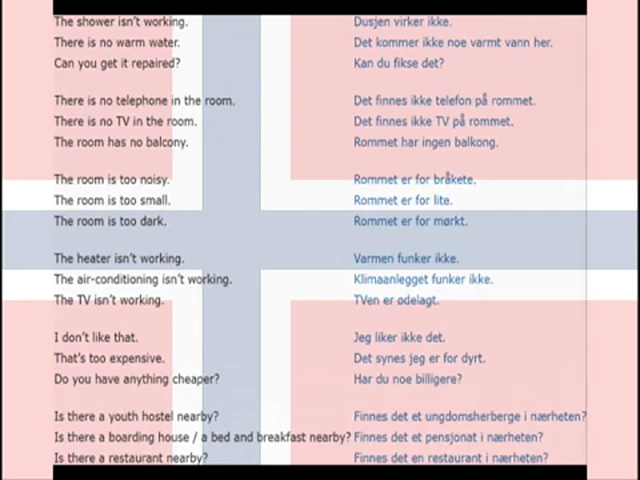 The shower isn't working. Dusjen virker ikke.
There is no warm water. Det kommer ikke noe varmt vann her.
Can you get it repaired? Kan du fikse det?
There is no telephone in the room. Det finnes ikke telefon på rommet.
There is no TV in the room. Det finnes ikke TV på rommet.
The room has no balcony. Rommet har ingen balkong.
The room is too noisy. Rommet er for bråkete.
The room is too small. Rommet er for lite.
The room is too dark. Rommet er for mørkt.
The heater isn't working. Varmen funker ikke.
The air-conditioning isn't working. Klimaanlegget funker ikke.
The TV isn't working. TVen er ødelagt.
I don't like that. Jeg liker ikke det.
That's too expensive. Det synes jeg er for dyrt.
Do you have anything cheaper? Har du noe billigere?
Is there a youth hostel nearby? Finnes det et ungdomsherberge i nærheten?
Is there a boarding house / a bed and breakfast nearby? Finnes det et pensjonat i nærheten?
Is there a restaurant nearby? Finnes det en restaurant i nærheten?